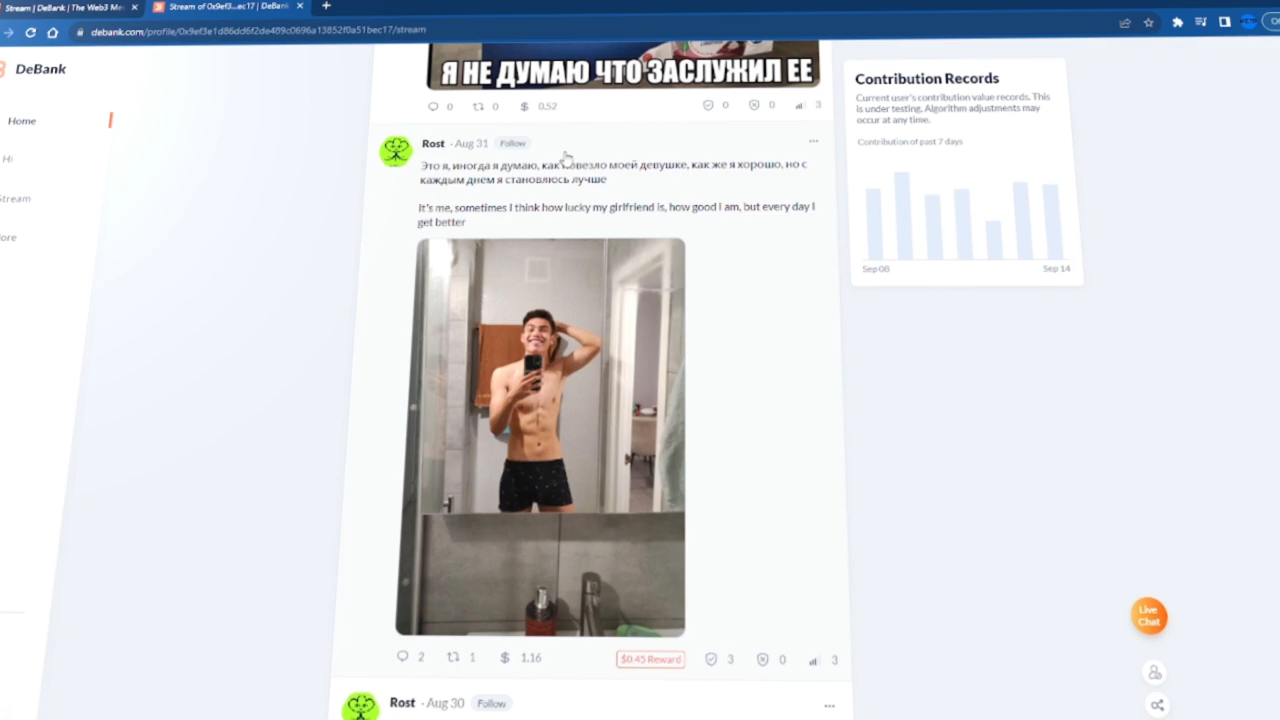 Stream | DeBank | The Web3 Me
Stream of 0x9ef3...ec17 | DeBank
debank.com/profile/0x9ef3e1d86dd6f2de489c0696a13852f0a51bec17/stream
DeBank
Home
Hi
Stream
ore
Я НЕ ДУМАЮ ЧТО ЗАСЛУЖИЛ ЕЕ
0 0 $ 0.52 0 0 3
Rost · Aug 31 Follow
Это я, иногда я думаю, как повезло моей девушке, как же я хорошо, но с
каждым днем я становлюсь лучше
It's me, sometimes I think how lucky my girlfriend is, how good I am, but every day I
get better
2 1 $ 1.16 $0.45 Reward 3 0 3
Rost · Aug 30 Follow
Contribution Records
Current user's contribution value records. This
is under testing. Algorithm adjustments may
occur at any time.
Contribution of past 7 days
Sep 08 Sep 14
Live
Chat